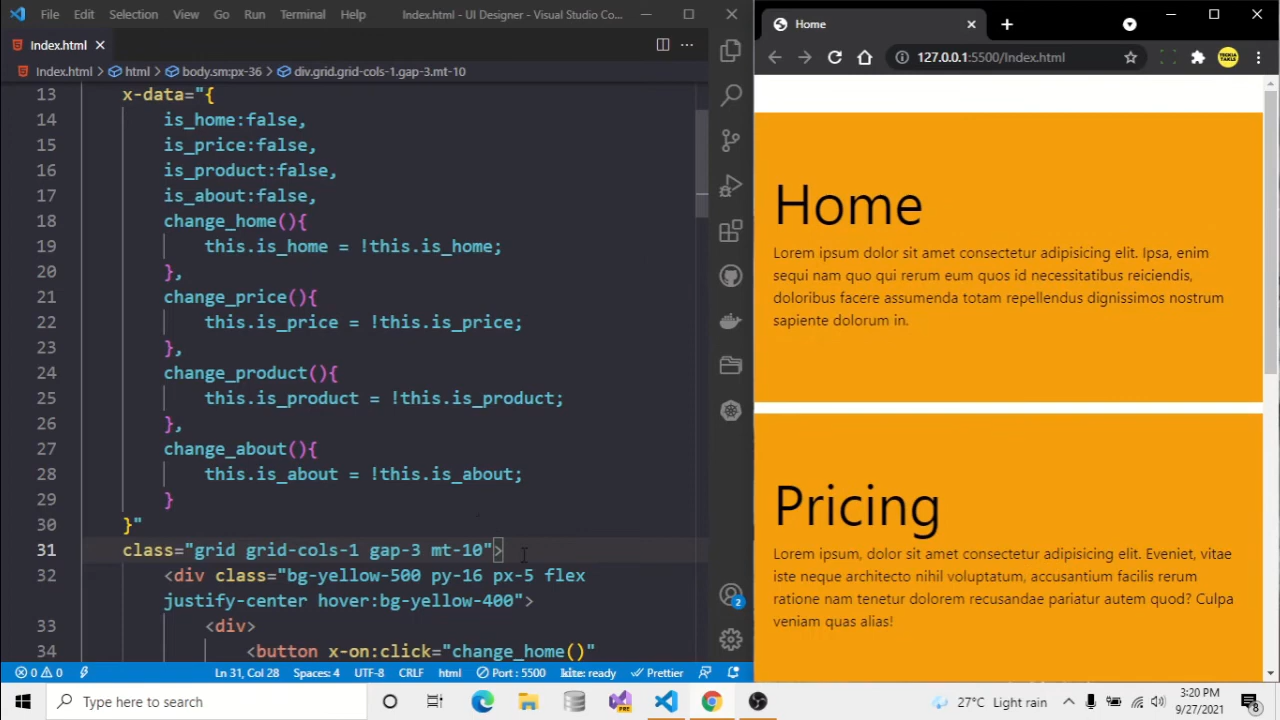 File Edit Selection View Go Run Terminal Help Index.html - UI Designer - Visual Studio Co...
Index.html
Index.html > html > body.sm:px-36 > div.grid.grid-cols-1.gap-3.mt-10
13 x-data="{
14 is_home:false,
15 is_price:false,
16 is_product:false,
17 is_about:false,
18 change_home(){
19 this.is_home = !this.is_home;
20 },
21 change_price(){
22 this.is_price = !this.is_price;
23 },
24 change_product(){
25 this.is_product = !this.is_product;
26 },
27 change_about(){
28 this.is_about = !this.is_about;
29 }
30 }"
31 class="grid grid-cols-1 gap-3 mt-10">
32 <div class="bg-yellow-500 py-16 px-5 flex
justify-center hover:bg-yellow-400">
33 <div>
34 <button x-on:click="change_home()"
2
0 0 Ln 31, Col 28 Spaces: 4 UTF-8 CRLF html Port : 5500 kite: ready Prettier
Home
127.0.0.1:5500/Index.html
Home
Lorem ipsum dolor sit amet consectetur adipisicing elit. Ipsa, enim
sequi nam quo qui rerum eum quos id necessitatibus reiciendis,
doloribus facere assumenda totam repellendus dignissimos nostrum
sapiente dolorum in.
Pricing
Lorem ipsum, dolor sit amet consectetur adipisicing elit. Eveniet, vitae
iste neque architecto nihil voluptatum, accusantium facilis rerum
ratione nam tenetur dolorem recusandae pariatur autem quod? Culpa
veniam quas alias!
Type here to search
27°C Light rain
3:20 PM
9/27/2021
8